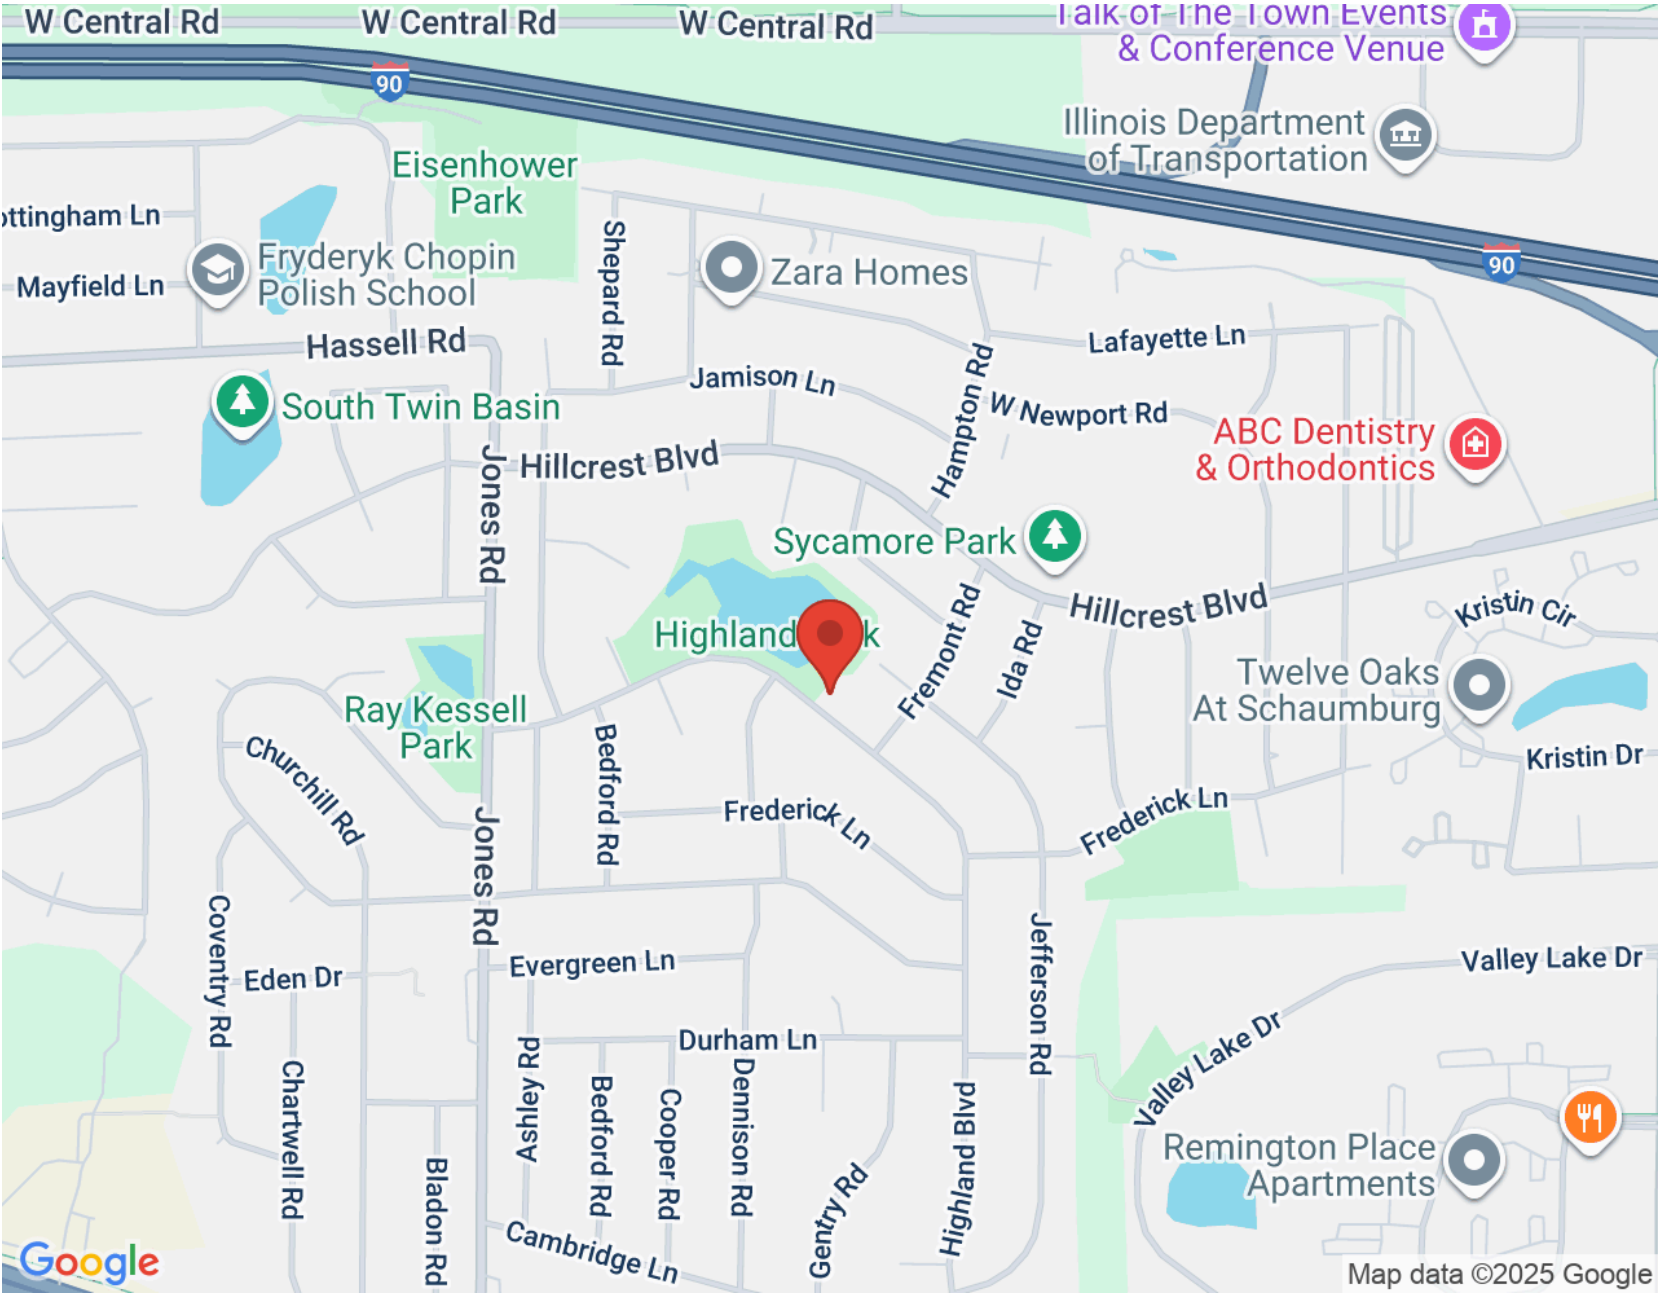 W Central Rd
W Central Rd
W Central Rd
Talk of The Town Events
& Conference Venue
90
Illinois Department
of Transportation
Eisenhower
Park
ottingham Ln
Shepard Rd
Fryderyk Chopin
Polish School
Mayfield Ln
Zara Homes
90
Hassell Rd
Lafayette Ln
Jamison Ln
Hampton Rd
South Twin Basin
W Newport Rd
ABC Dentistry
& Orthodontics
Hillcrest Blvd
Jones Rd
Sycamore Park
Hillcrest Blvd
Kristin Cir
Highland
k
Fremont Rd
Ida Rd
Twelve Oaks
At Schaumburg
Ray Kessell
Park
Churchill Rd
Bedford Rd
Kristin Dr
Frederick Ln
Frederick Ln
Jones Rd
Coventry Rd
Eden Dr
Evergreen Ln
Jefferson Rd
Valley Lake Dr
Durham Ln
Valley Lake Dr
Chartwell Rd
Ashley Rd
Bedford Rd
Cooper Rd
Dennison Rd
Highland Blvd
Gentry Rd
Bladon Rd
Remington Place
Apartments
Cambridge Ln
Google
Map data ©2025 Google